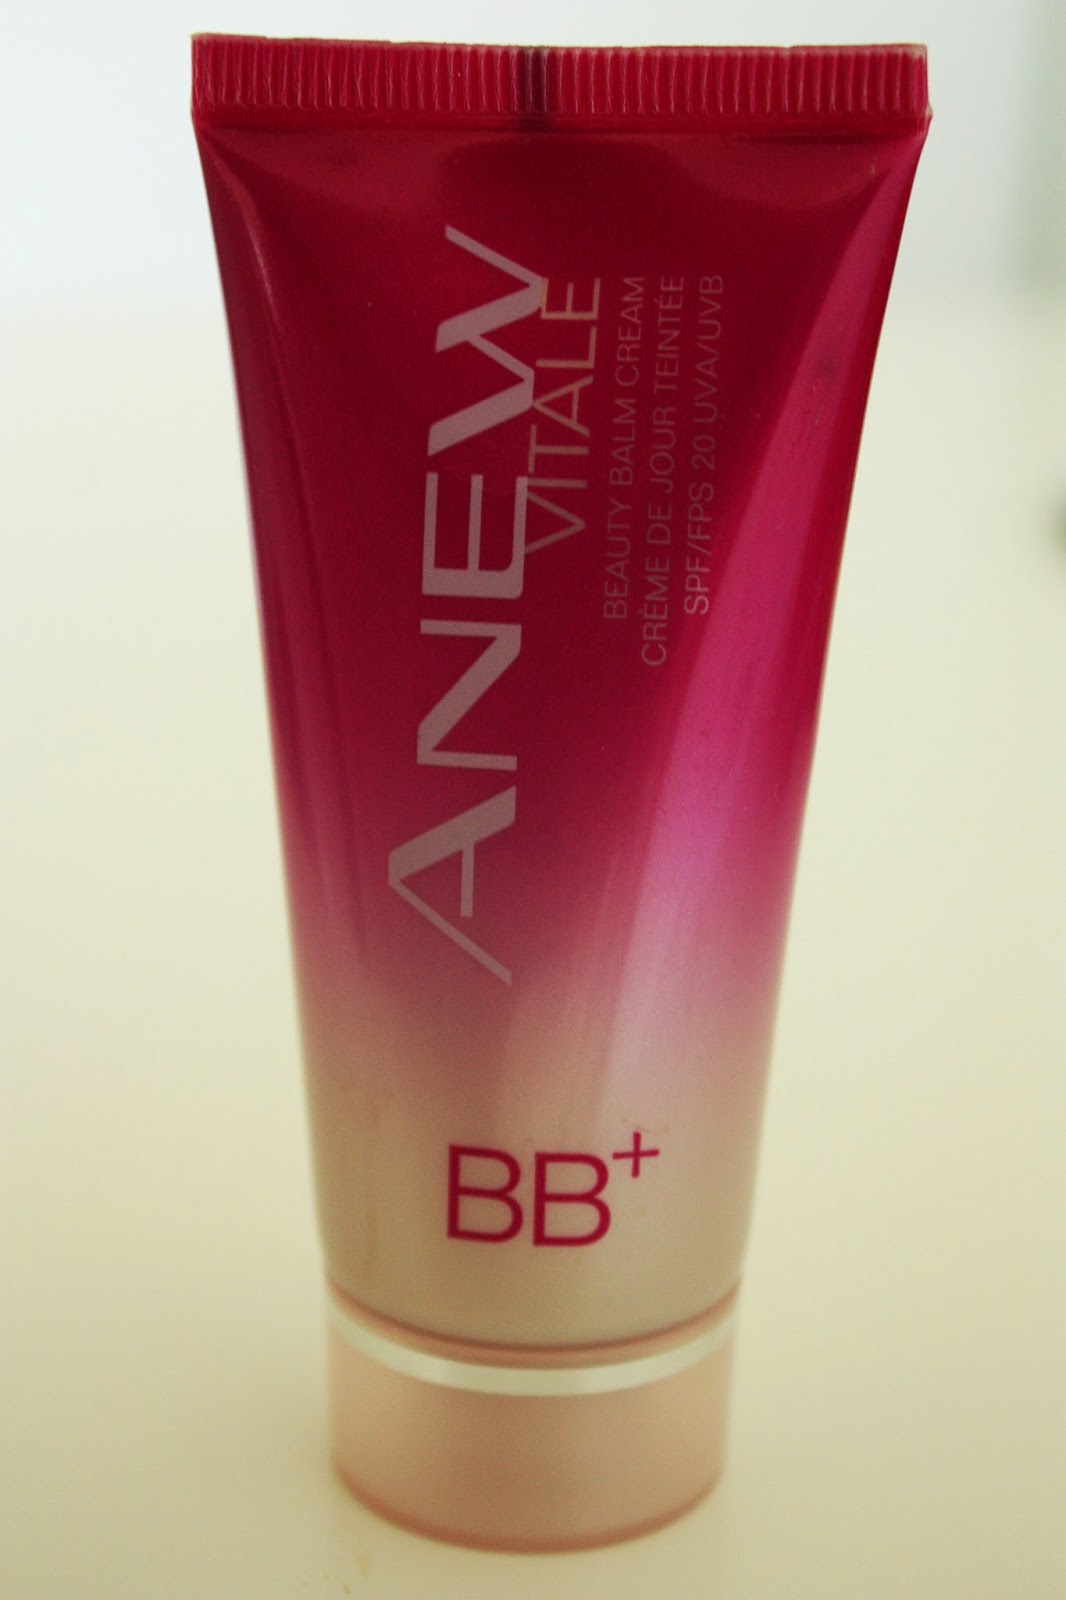 ANEW
VITALE
BEAUTY BALM CREAM
CRÈME DE JOUR TEINTÉE
SPF/FPS 20 UVA/UVB
BB+